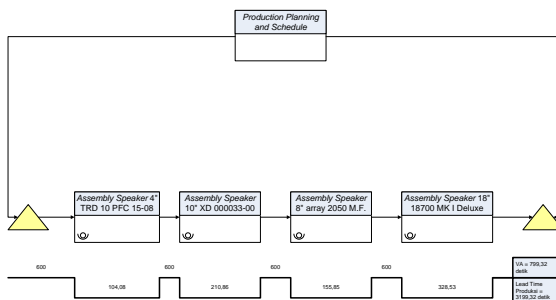 Production Planning
and Schedule
Assembly Speaker 4"
TRD 10 PFC 15-08
Assembly Speaker
10" XD 000033-00
Assembly Speaker
8" array 2050 M.F.
Assembly Speaker 18"
18700 MK I Deluxe
600
600
600
600
104,08
210,86
155,85
328,53
VA = 799,32
detik
Lead Time
Produksi =
3199,32 detik